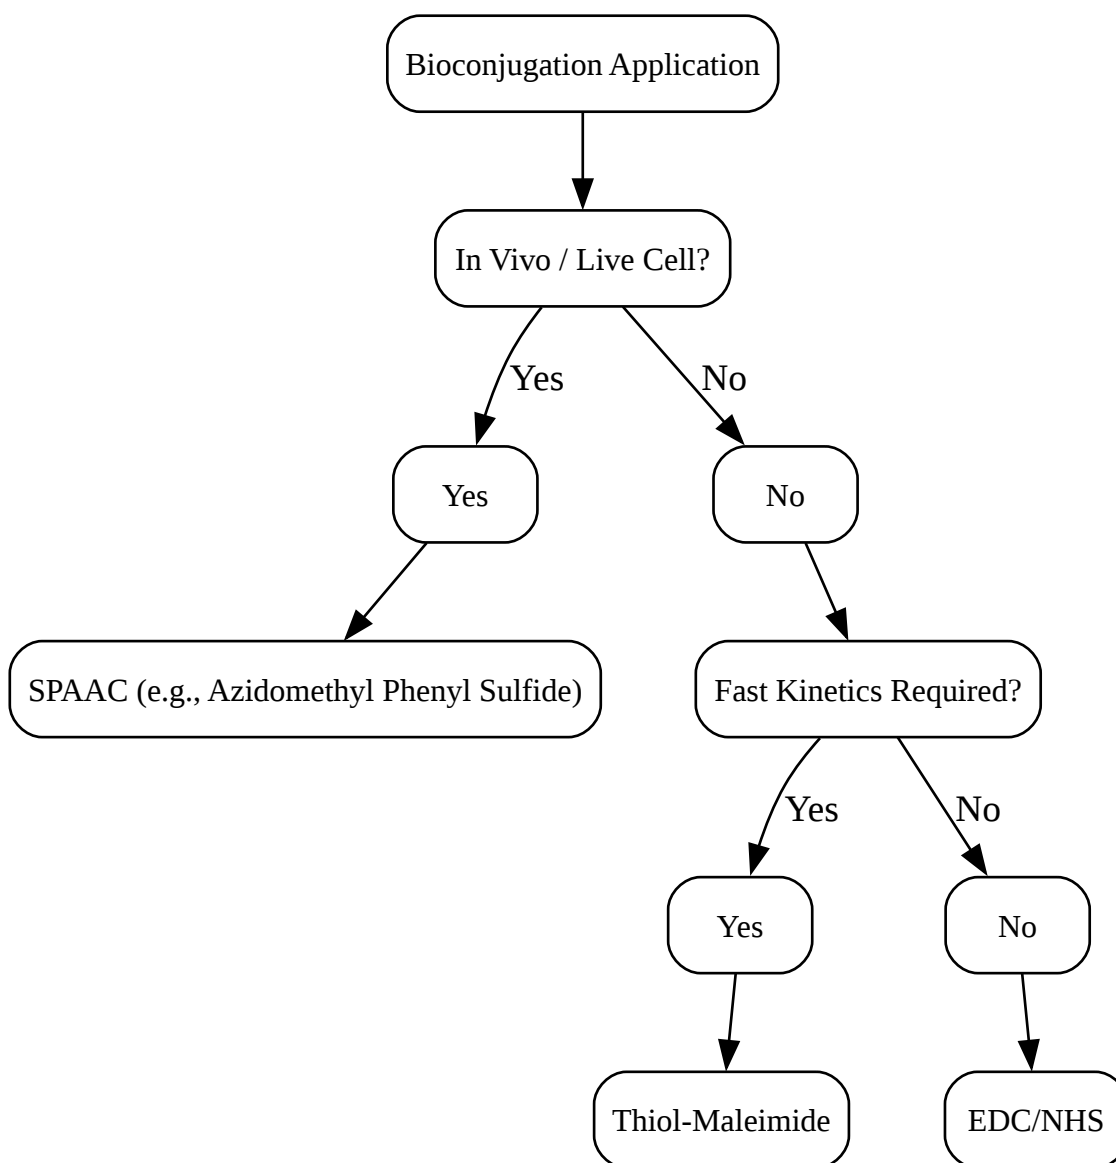 Bioconjugation Application
In Vivo / Live Cell?
Yes
No
Yes
No
SPAAC (e.g., Azidomethyl Phenyl Sulfide)
Fast Kinetics Required?
Yes
No
Yes
No
Thiol-Maleimide
EDC/NHS